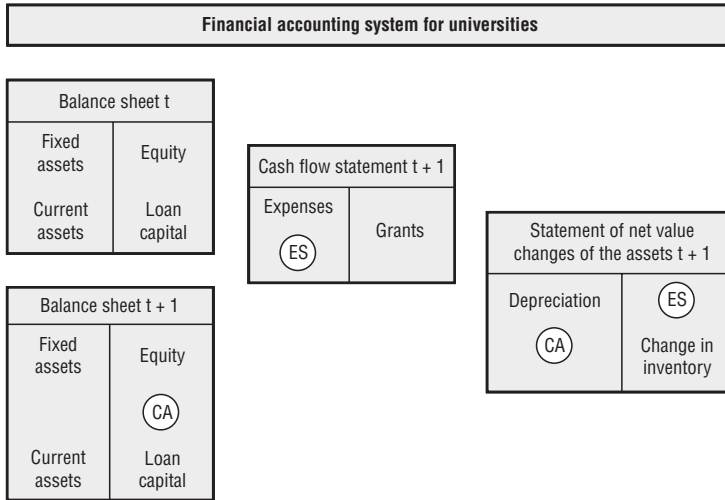 Financial accounting system for universities
Balance sheet t
Fixed
assets
Equity
Current
assets
Loan
capital
Cash flow statement t + 1
Expenses
ES
Grants
Statement of net value
changes of the assets t + 1
Depreciation
CA
ES
Change in
inventory
Balance sheet t + 1
Fixed
assets
Equity
CA
Current
assets
Loan
capital